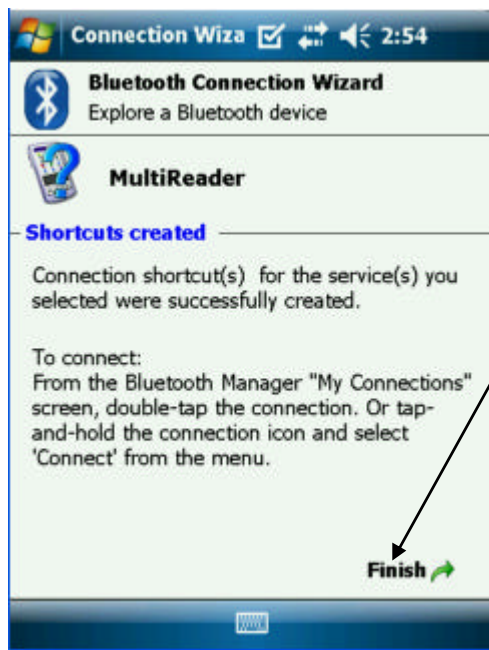 Connection Wiza 2:54
Bluetooth Connection Wizard
Explore a Bluetooth device
MultiReader
Shortcuts created
Connection shortcut(s) for the service(s) you
selected were successfully created.
To connect:
From the Bluetooth Manager "My Connections"
screen, double-tap the connection. Or tap-
and-hold the connection icon and select
'Connect' from the menu.
Finish